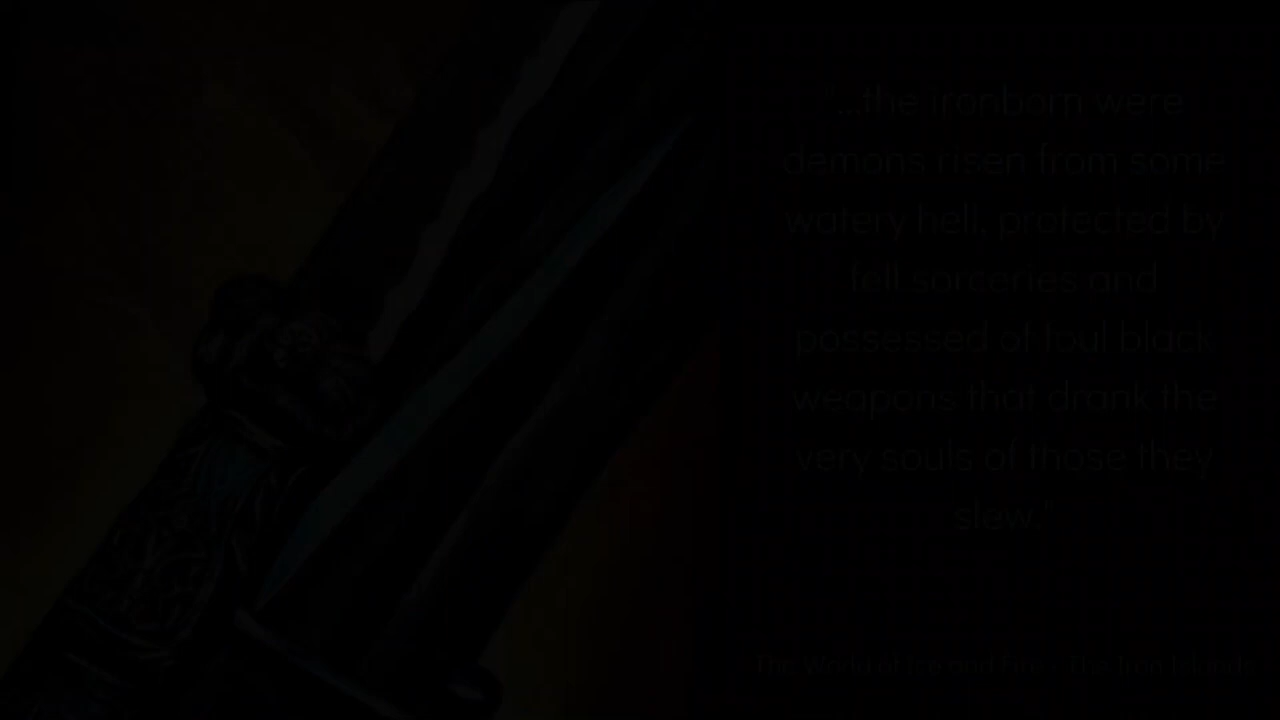 "...the ironborn were
demons risen from some
watery hell, protected by
fell sorceries and
possessed of foul black
weapons that drank the
very souls of those they
slew."
The World of Ice and Fire - The Iron Islands